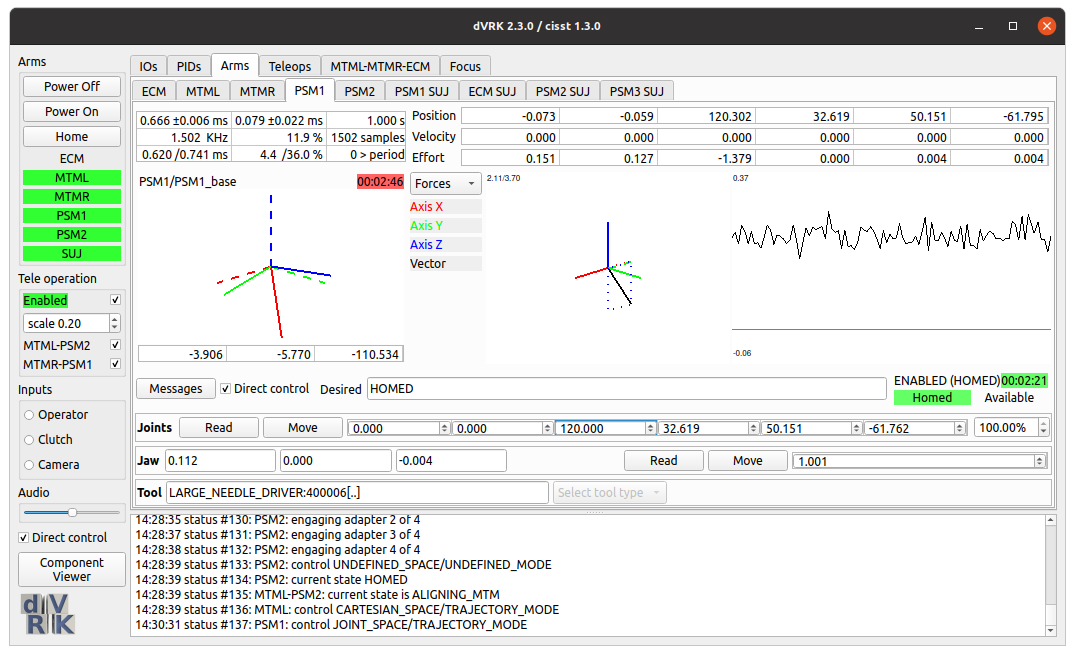 dVRK 2.3.0 / cisst 1.3.0
Arms
Power Off
Power On
Home
ECM
MTML
MTMR
PSM1
PSM2
SUJ
Tele operation
Enabled
scale 0.20
MTML-PSM2
MTMR-PSM1
Inputs
Operator
Clutch
Camera
Audio
Direct control
Component
Viewer
dVRK
IOs PIDs Arms Teleops MTML-MTMR-ECM Focus
ECM MTML MTMR PSM1 PSM2 PSM1 SUJ ECM SUJ PSM2 SUJ PSM3 SUJ
0.666 ±0.006 ms 0.079 ±0.022 ms 1.000 s
1.502 KHz 11.9 % 1502 samples
0.620 /0.741 ms 4.4 /36.0 % 0 > period
Position -0.073 -0.059 120.302 32.619 50.151 -61.795
Velocity 0.000 0.000 0.000 0.000 0.000 0.000
Effort 0.151 0.127 -1.379 0.000 0.004 0.004
PSM1/PSM1_base 00:02:46
-3.906 -5.770 -110.534
Forces
Axis X
Axis Y
Axis Z
Vector
2.11/3.70
0.37
-0.06
Messages Direct control Desired HOMED
ENABLED (HOMED) 00:02:21
Homed Available
Joints Read Move 0.000 0.000 120.000 32.619 50.151 -61.762 100.00%
Jaw 0.112 0.000 -0.004 Read Move 1.001
Tool LARGE_NEEDLE_DRIVER:400006[..] Select tool type
14:28:35 status #130: PSM2: engaging adapter 2 of 4
14:28:37 status #131: PSM2: engaging adapter 3 of 4
14:28:38 status #132: PSM2: engaging adapter 4 of 4
14:28:39 status #133: PSM2: control UNDEFINED_SPACE/UNDEFINED_MODE
14:28:39 status #134: PSM2: current state HOMED
14:28:39 status #135: MTML-PSM2: current state is ALIGNING_MTM
14:28:39 status #136: MTML: control CARTESIAN_SPACE/TRAJECTORY_MODE
14:30:31 status #137: PSM1: control JOINT_SPACE/TRAJECTORY_MODE